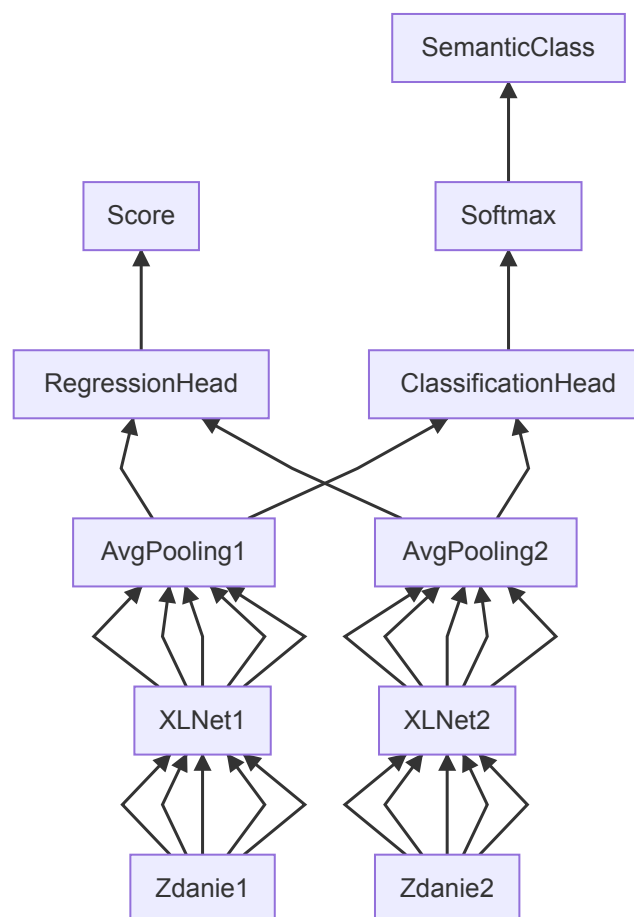 SemanticClass
Score
Softmax
RegressionHead
ClassificationHead
AvgPooling1
AvgPooling2
XLNet1
XLNet2
Zdanie1
Zdanie2